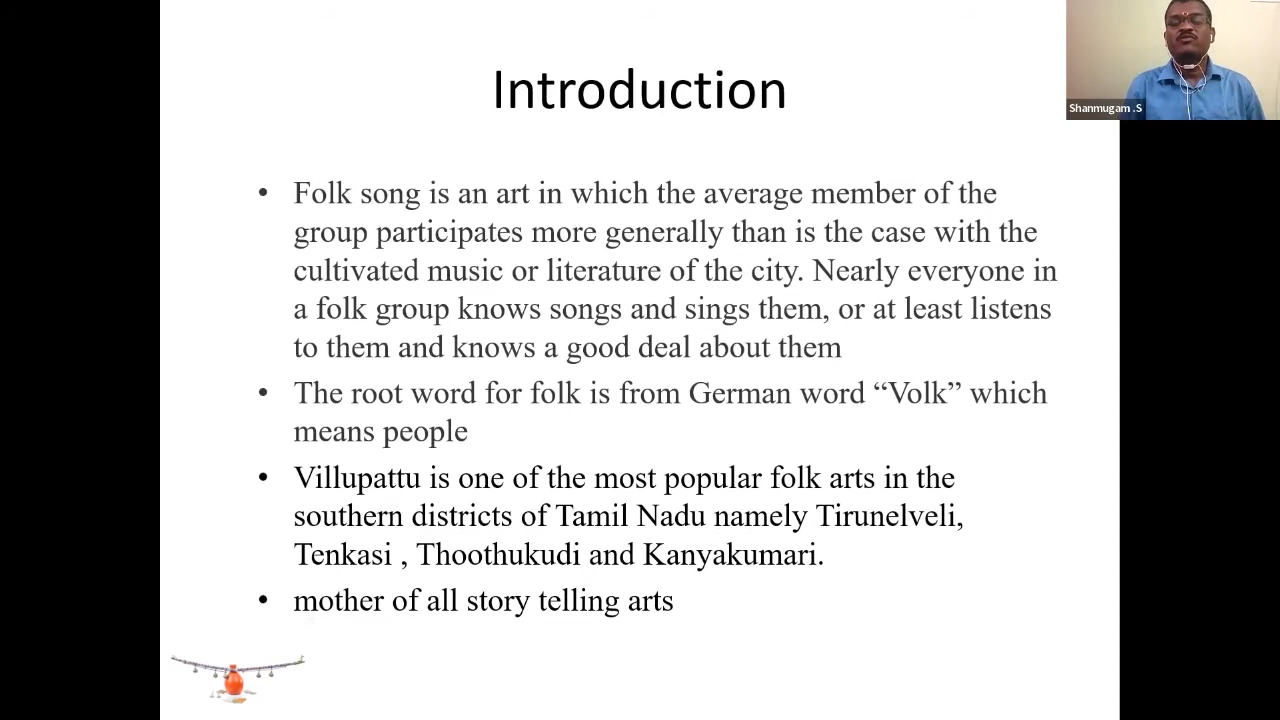 Introduction
Shanmugam .S
• Folk song is an art in which the average member of the
group participates more generally than is the case with the
cultivated music or literature of the city. Nearly everyone in
a folk group knows songs and sings them, or at least listens
to them and knows a good deal about them
• The root word for folk is from German word “Volk” which
means people
• Villupattu is one of the most popular folk arts in the
southern districts of Tamil Nadu namely Tirunelveli,
Tenkasi , Thoothukudi and Kanyakumari.
• mother of all story telling arts